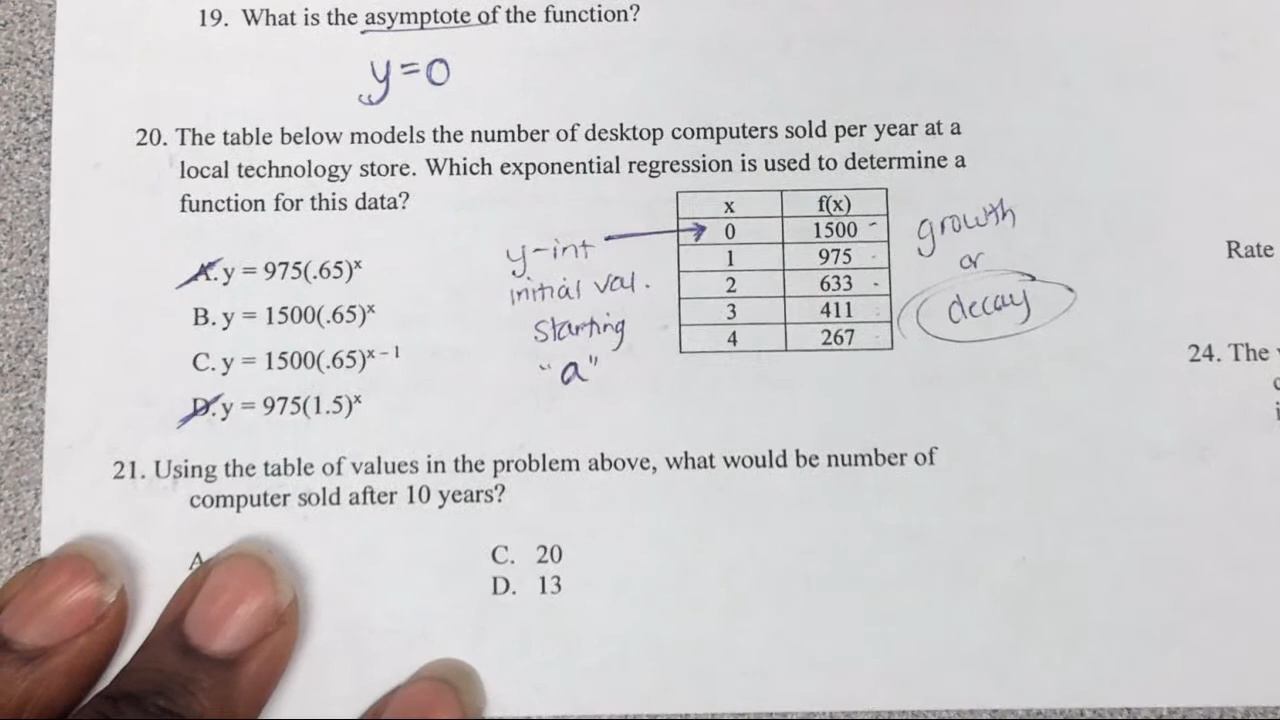 19. What is the asymptote of the function?
y=0
20. The table below models the number of desktop computers sold per year at a
local technology store. Which exponential regression is used to determine a
function for this data?
A. y = 975(.65)ˣ
B. y = 1500(.65)ˣ
C. y = 1500(.65)ˣ⁻¹
D. y = 975(1.5)ˣ
y-int
initial val.
starting
"a"
x f(x)
0 1500
1 975
2 633
3 411
4 267
growth
or
decay
21. Using the table of values in the problem above, what would be number of
computer sold after 10 years?
A
C. 20
D. 13
Rate
24. The